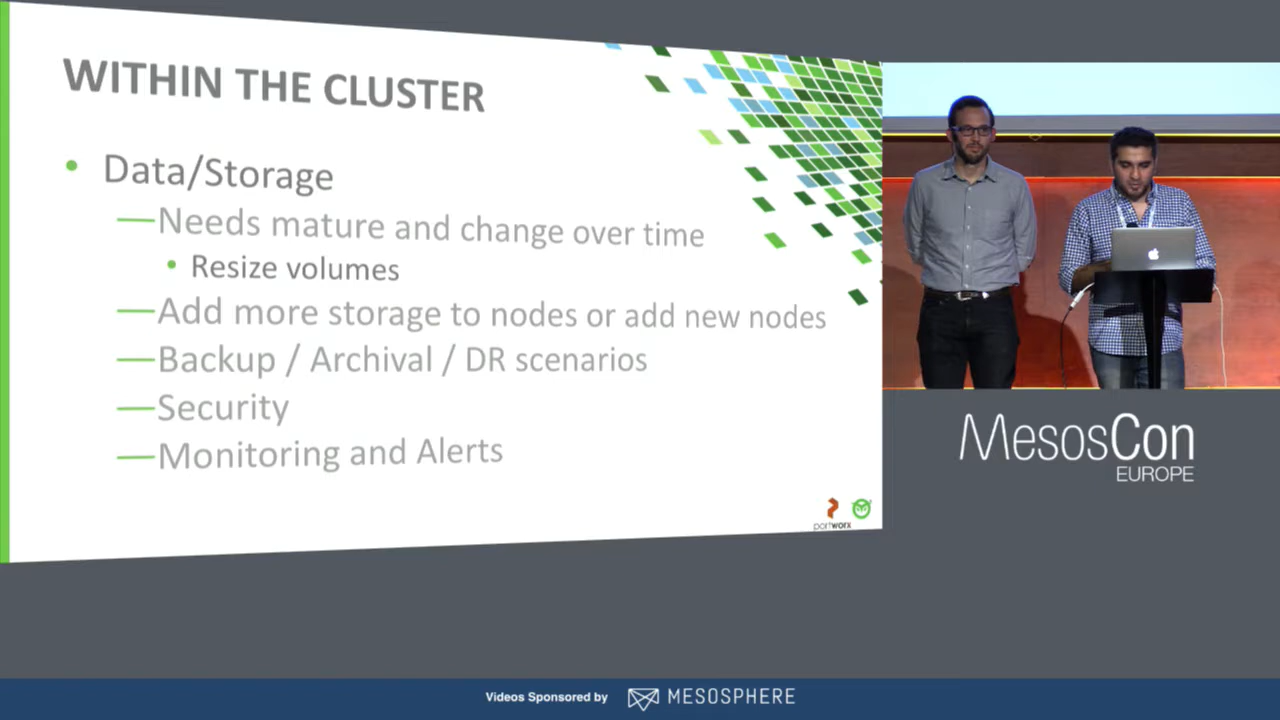 WITHIN THE CLUSTER
• Data/Storage
—Needs mature and change over time
• Resize volumes
—Add more storage to nodes or add new nodes
—Backup / Archival / DR scenarios
—Security
—Monitoring and Alerts
portworx
MesosCon
EUROPE
Videos Sponsored by MESOSPHERE